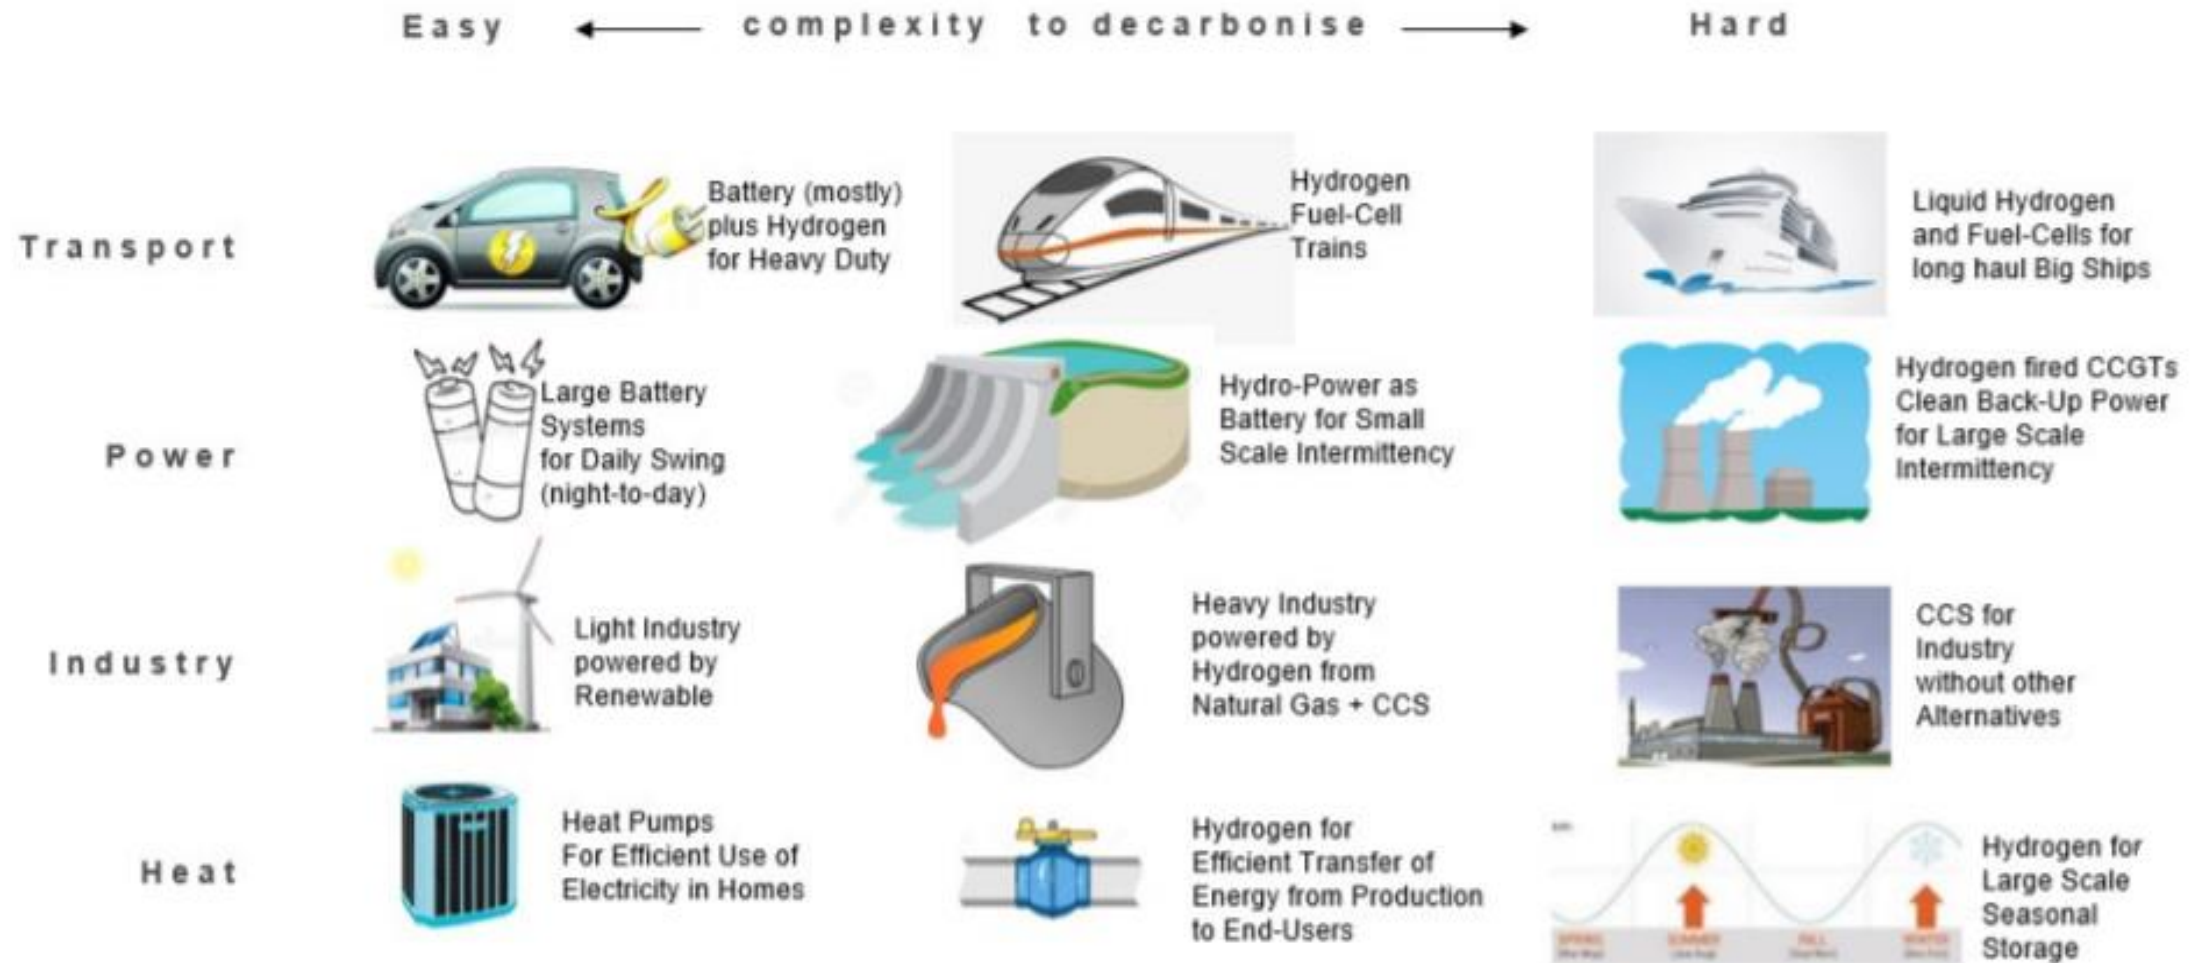 Easy complexity to decarbonise Hard
Transport
Battery (mostly)
plus Hydrogen
for Heavy Duty
Hydrogen
Fuel-Cell
Trains
Liquid Hydrogen
and Fuel-Cells for
long haul Big Ships
Power
Large Battery
Systems
for Daily Swing
(night-to-day)
Hydro-Power as
Battery for Small
Scale Intermittency
Hydrogen fired CCGTs
Clean Back-Up Power
for Large Scale
Intermittency
Industry
Light Industry
powered by
Renewable
Heavy Industry
powered by
Hydrogen from
Natural Gas + CCS
CCS for
Industry
without other
Alternatives
Heat
Heat Pumps
For Efficient Use of
Electricity in Homes
Hydrogen for
Efficient Transfer of
Energy from Production
to End-Users
SPRING SUMMER FALL WINTER
Hydrogen for
Large Scale
Seasonal
Storage